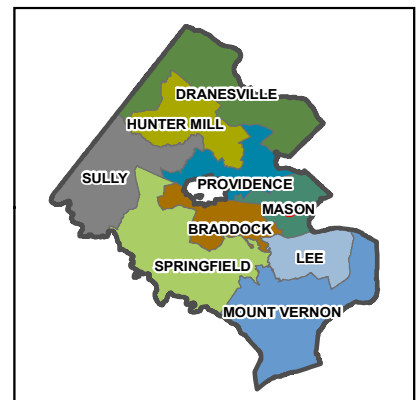 DRANESVILLE
HUNTER MILL
SULLY
PROVIDENCE
MASON
BRADDOCK
LEE
SPRINGFIELD
MOUNT VERNON